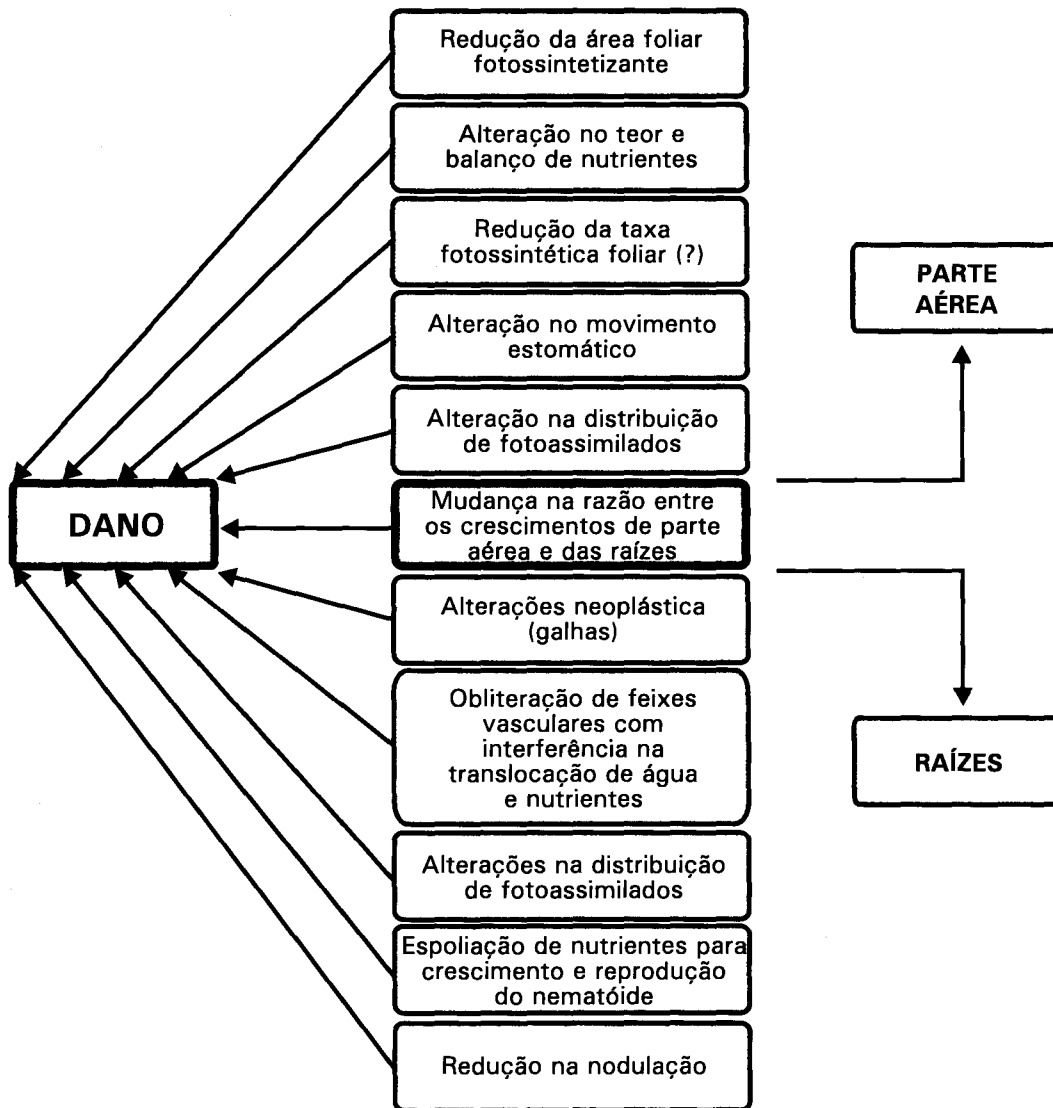 Redução da área foliar
fotossintetizante
Alteração no teor e
balanço de nutrientes
Redução da taxa
fotossintética foliar (?)
Alteração no movimento
estomático
Alteração na distribuição
de fotoassimilados
Mudança na razão entre
os crescimentos de parte
aérea e das raízes
Alterações neoplástica
(galhas)
Obliteração de feixes
vasculares com
interferência na
translocação de água
e nutrientes
Alterações na distribuição
de fotoassimilados
Espoliação de nutrientes para
crescimento e reprodução
do nematóide
Redução na nodulação
DANO
PARTE
AÉREA
RAÍZES